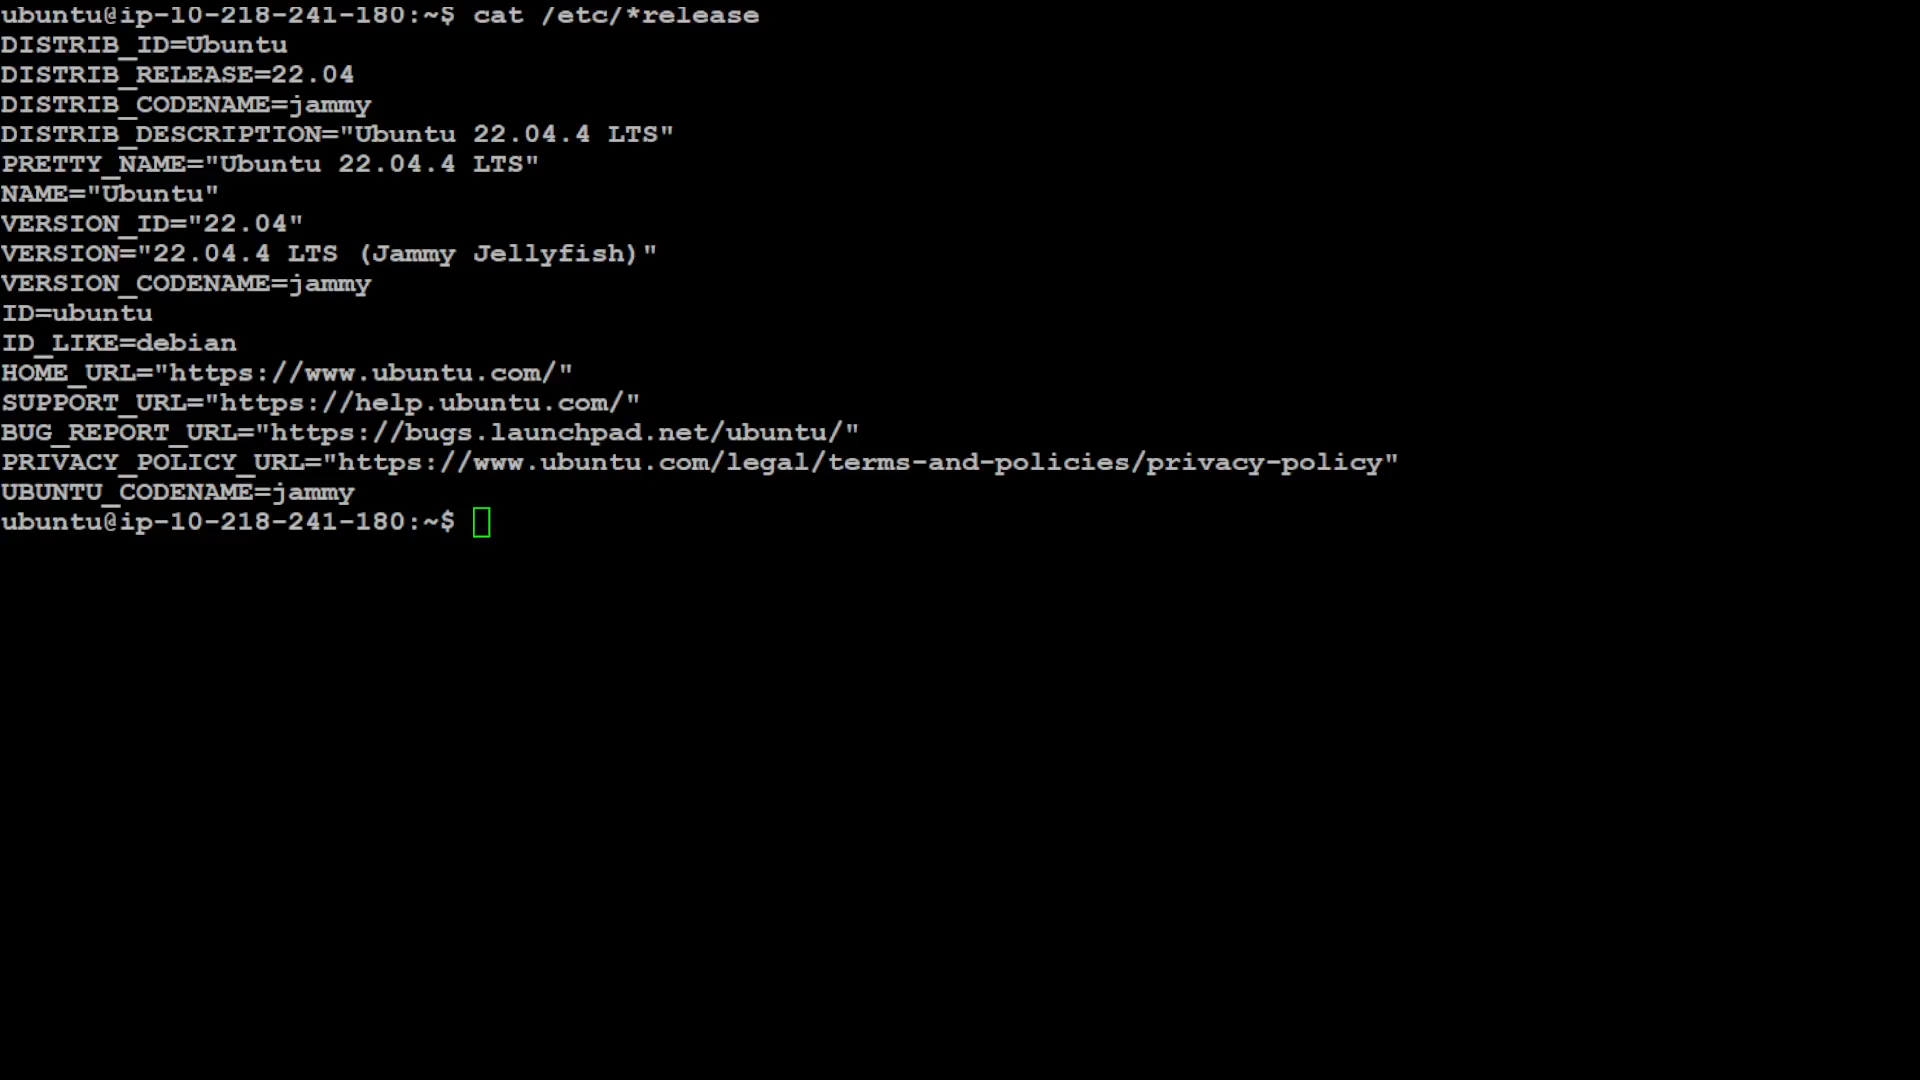 ubuntu@ip-10-218-241-180:~$ cat /etc/*release
DISTRIB_ID=Ubuntu
DISTRIB_RELEASE=22.04
DISTRIB_CODENAME=jammy
DISTRIB_DESCRIPTION="Ubuntu 22.04.4 LTS"
PRETTY_NAME="Ubuntu 22.04.4 LTS"
NAME="Ubuntu"
VERSION_ID="22.04"
VERSION="22.04.4 LTS (Jammy Jellyfish)"
VERSION_CODENAME=jammy
ID=ubuntu
ID_LIKE=debian
HOME_URL="https://www.ubuntu.com/"
SUPPORT_URL="https://help.ubuntu.com/"
BUG_REPORT_URL="https://bugs.launchpad.net/ubuntu/"
PRIVACY_POLICY_URL="https://www.ubuntu.com/legal/terms-and-policies/privacy-policy"
UBUNTU_CODENAME=jammy
ubuntu@ip-10-218-241-180:~$